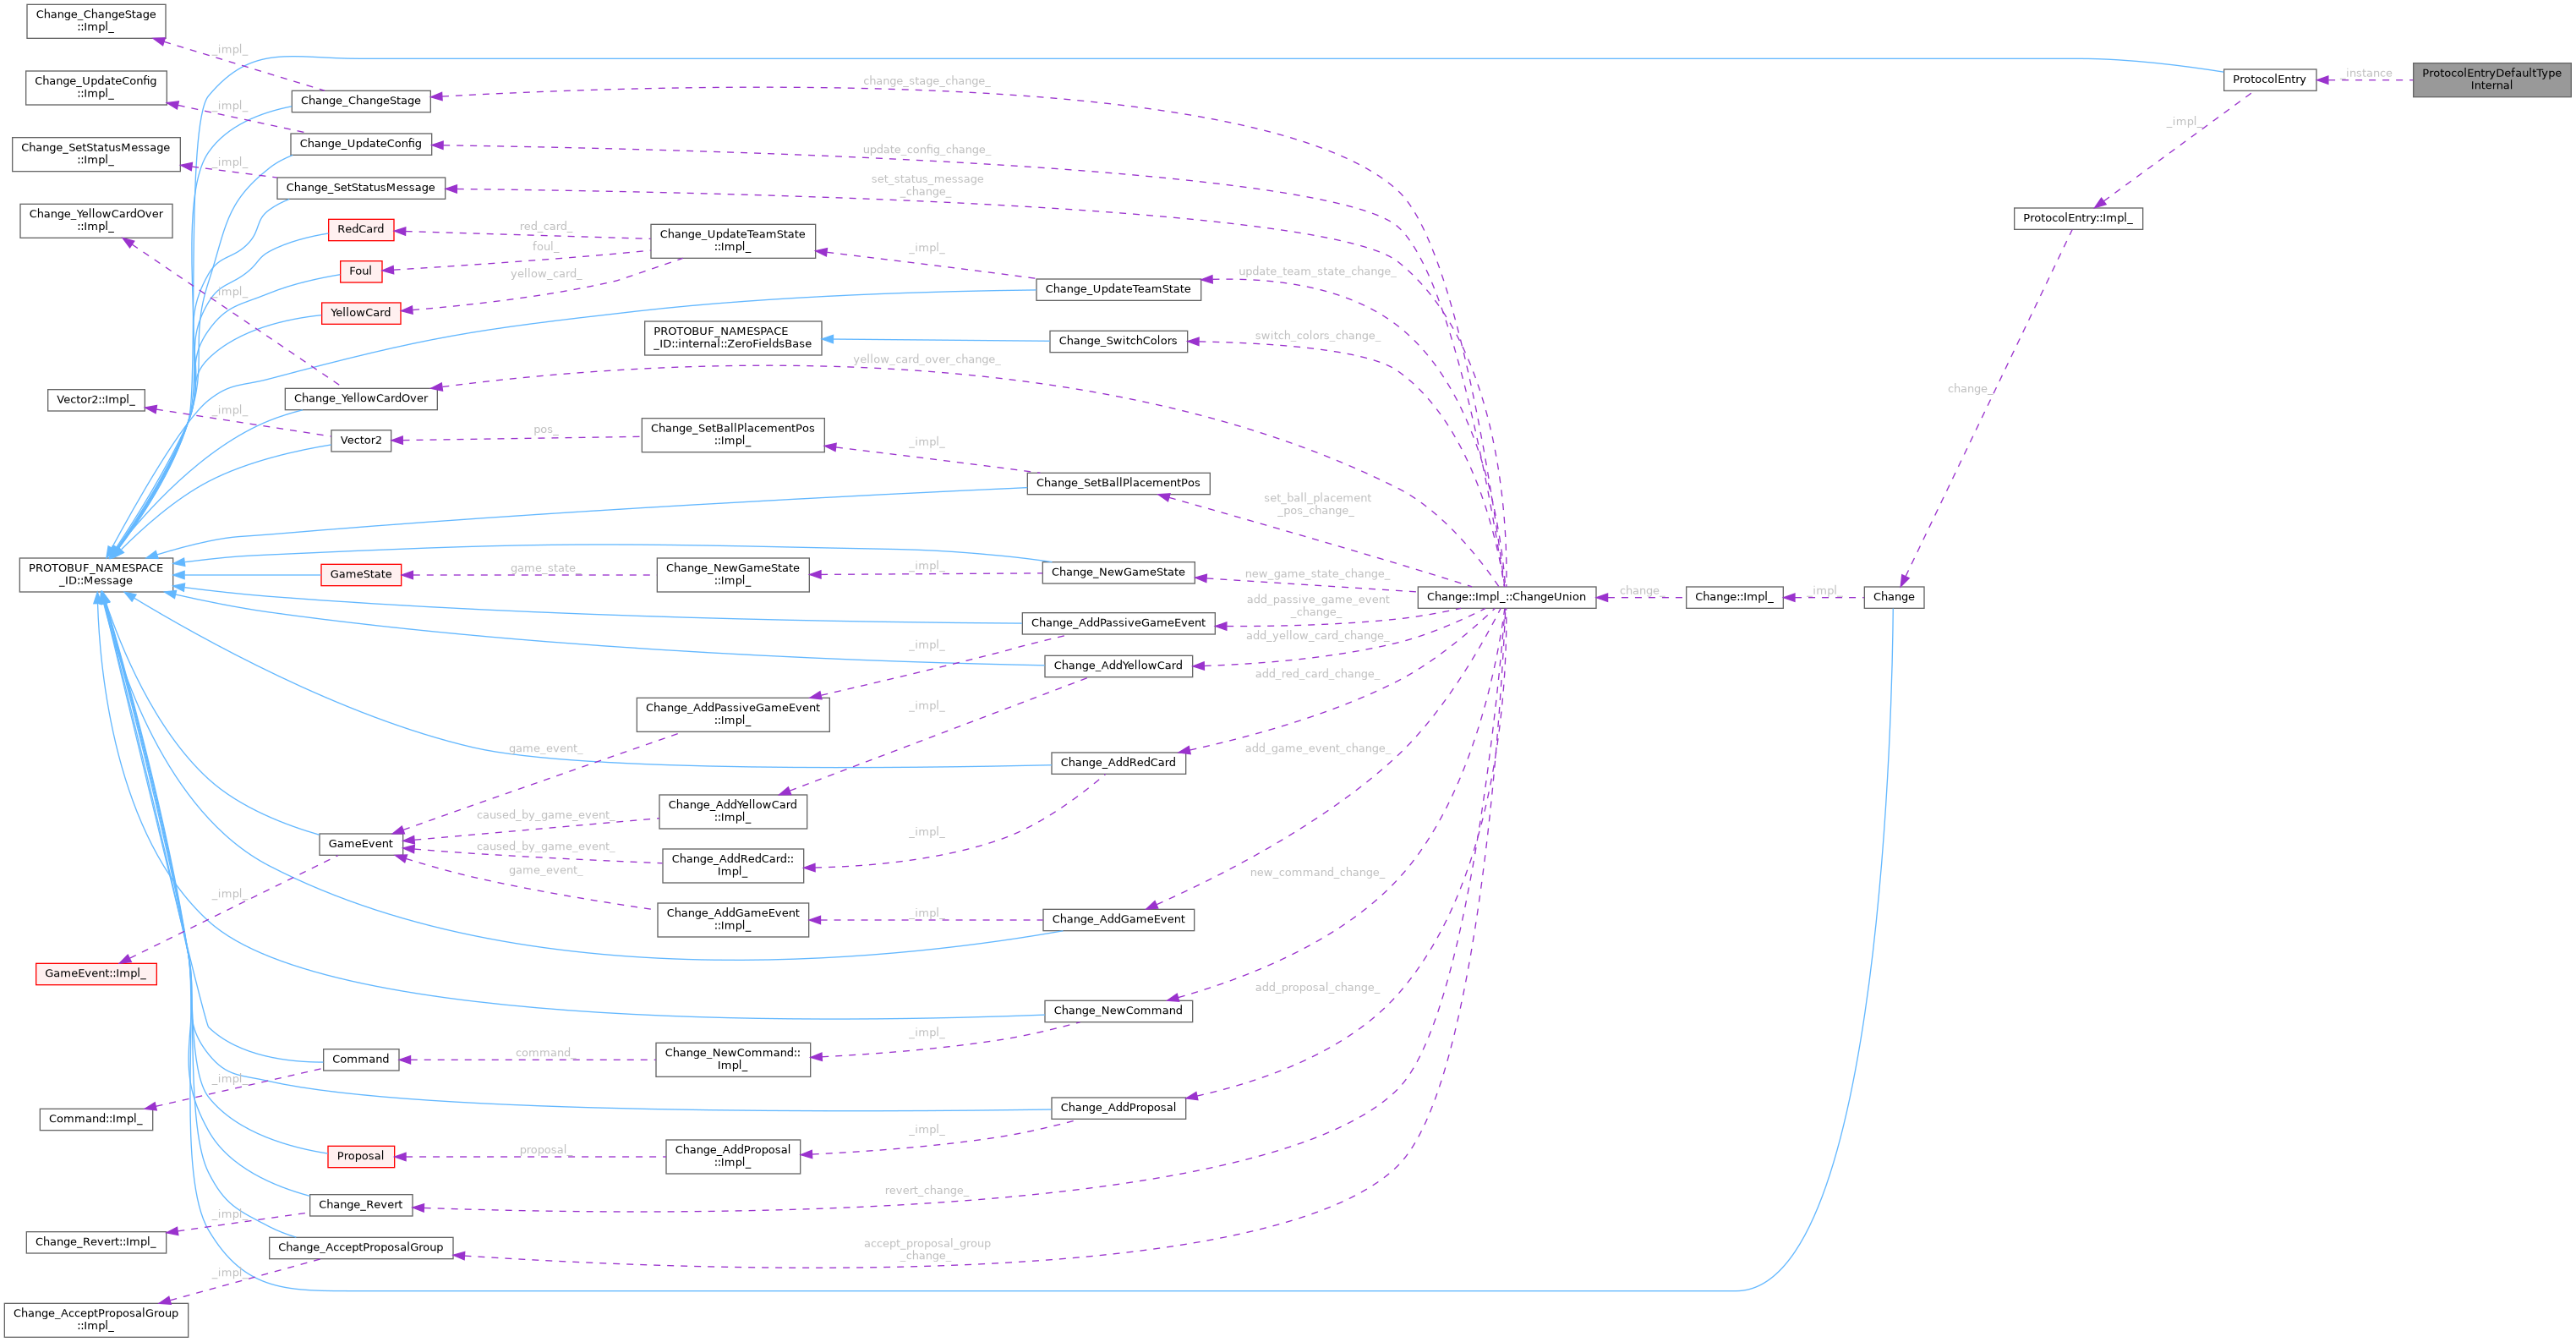 Change_ChangeStage
::Impl_
_impl_
Change_UpdateConfig
::Impl_
_impl_
Change_SetStatusMessage
::Impl_
_impl_
Change_YellowCardOver
::Impl_
_impl_
Vector2::Impl_
_impl_
PROTOBUF_NAMESPACE
_ID::Message
GameEvent::Impl_
_impl_
Command::Impl_
_impl_
Change_Revert::Impl_
_impl_
Change_AcceptProposalGroup
::Impl_
_impl_
Change_ChangeStage
Change_UpdateConfig
Change_SetStatusMessage
RedCard
Foul
YellowCard
Change_YellowCardOver
Vector2
GameState
GameEvent
Command
Proposal
Change_Revert
Change_AcceptProposalGroup
red_card_
foul_
yellow_card_
pos_
game_state_
game_event_
caused_by_game_event_
caused_by_game_event_
game_event_
command_
proposal_
Change_UpdateTeamState
::Impl_
PROTOBUF_NAMESPACE
_ID::internal::ZeroFieldsBase
Change_SetBallPlacementPos
::Impl_
Change_NewGameState
::Impl_
Change_AddPassiveGameEvent
::Impl_
Change_AddYellowCard
::Impl_
Change_AddRedCard::
Impl_
Change_AddGameEvent
::Impl_
Change_NewCommand::
Impl_
Change_AddProposal
::Impl_
change_stage_change_
update_config_change_
set_status_message
_change_
_impl_
yellow_card_over_change_
_impl_
_impl_
_impl_
_impl_
_impl_
_impl_
_impl_
_impl_
revert_change_
accept_proposal_group
_change_
Change_UpdateTeamState
Change_SwitchColors
Change_SetBallPlacementPos
Change_NewGameState
Change_AddPassiveGameEvent
Change_AddYellowCard
Change_AddRedCard
Change_AddGameEvent
Change_NewCommand
Change_AddProposal
update_team_state_change_
switch_colors_change_
set_ball_placement
_pos_change_
new_game_state_change_
add_passive_game_event
_change_
add_yellow_card_change_
add_red_card_change_
add_game_event_change_
new_command_change_
add_proposal_change_
Change::Impl_::ChangeUnion
change_
Change::Impl_
_impl_
Change
change_
ProtocolEntry::Impl_
_impl_
ProtocolEntry
_instance
ProtocolEntryDefaultType
Internal